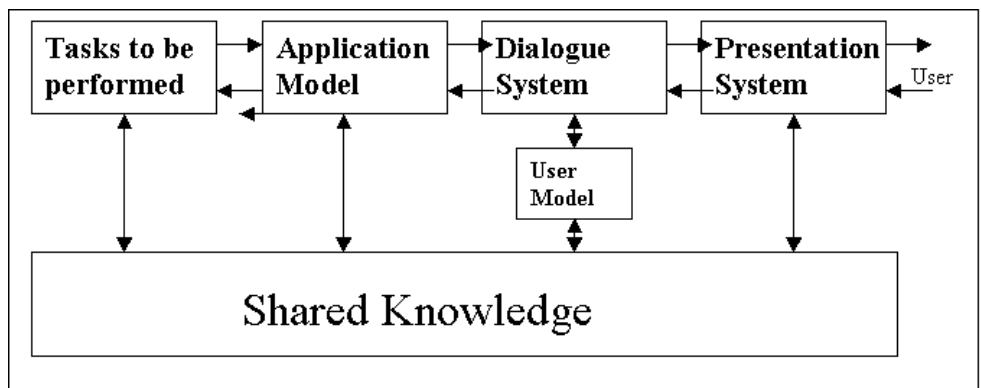 Tasks to be
performed
Application
Model
Dialogue
System
Presentation
System
User
User
Model
Shared Knowledge